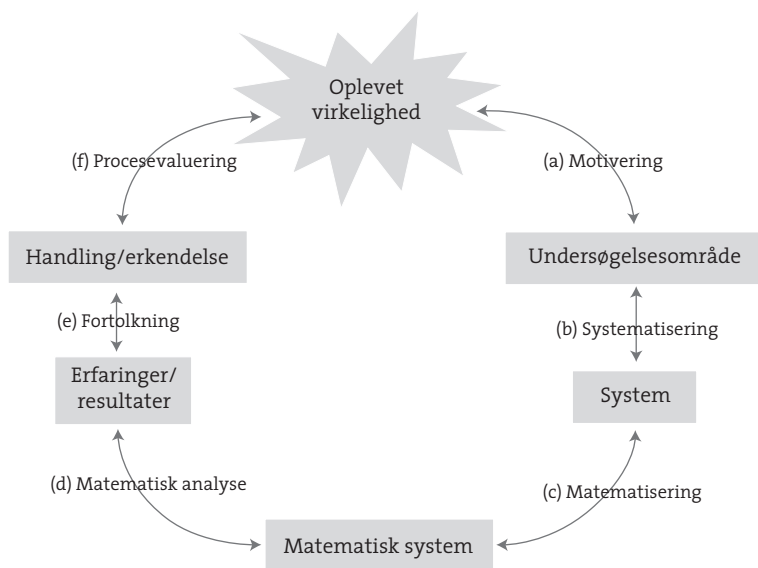 Oplevet
virkelighed
(f) Procesevaluering
(a) Motivering
Handling/erkendelse
Undersøgelsesområde
(e) Fortolkning
(b) Systematisering
Erfaringer/
resultater
System
(d) Matematisk analyse
(c) Matematisering
Matematisk system